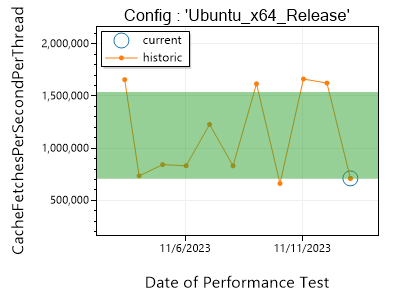 Config : 'Ubuntu_x64_Release'
CacheFetchesPerSecondPerThread
2,000,000
1,500,000
1,000,000
500,000
current
historic
11/6/2023
11/11/2023
Date of Performance Test